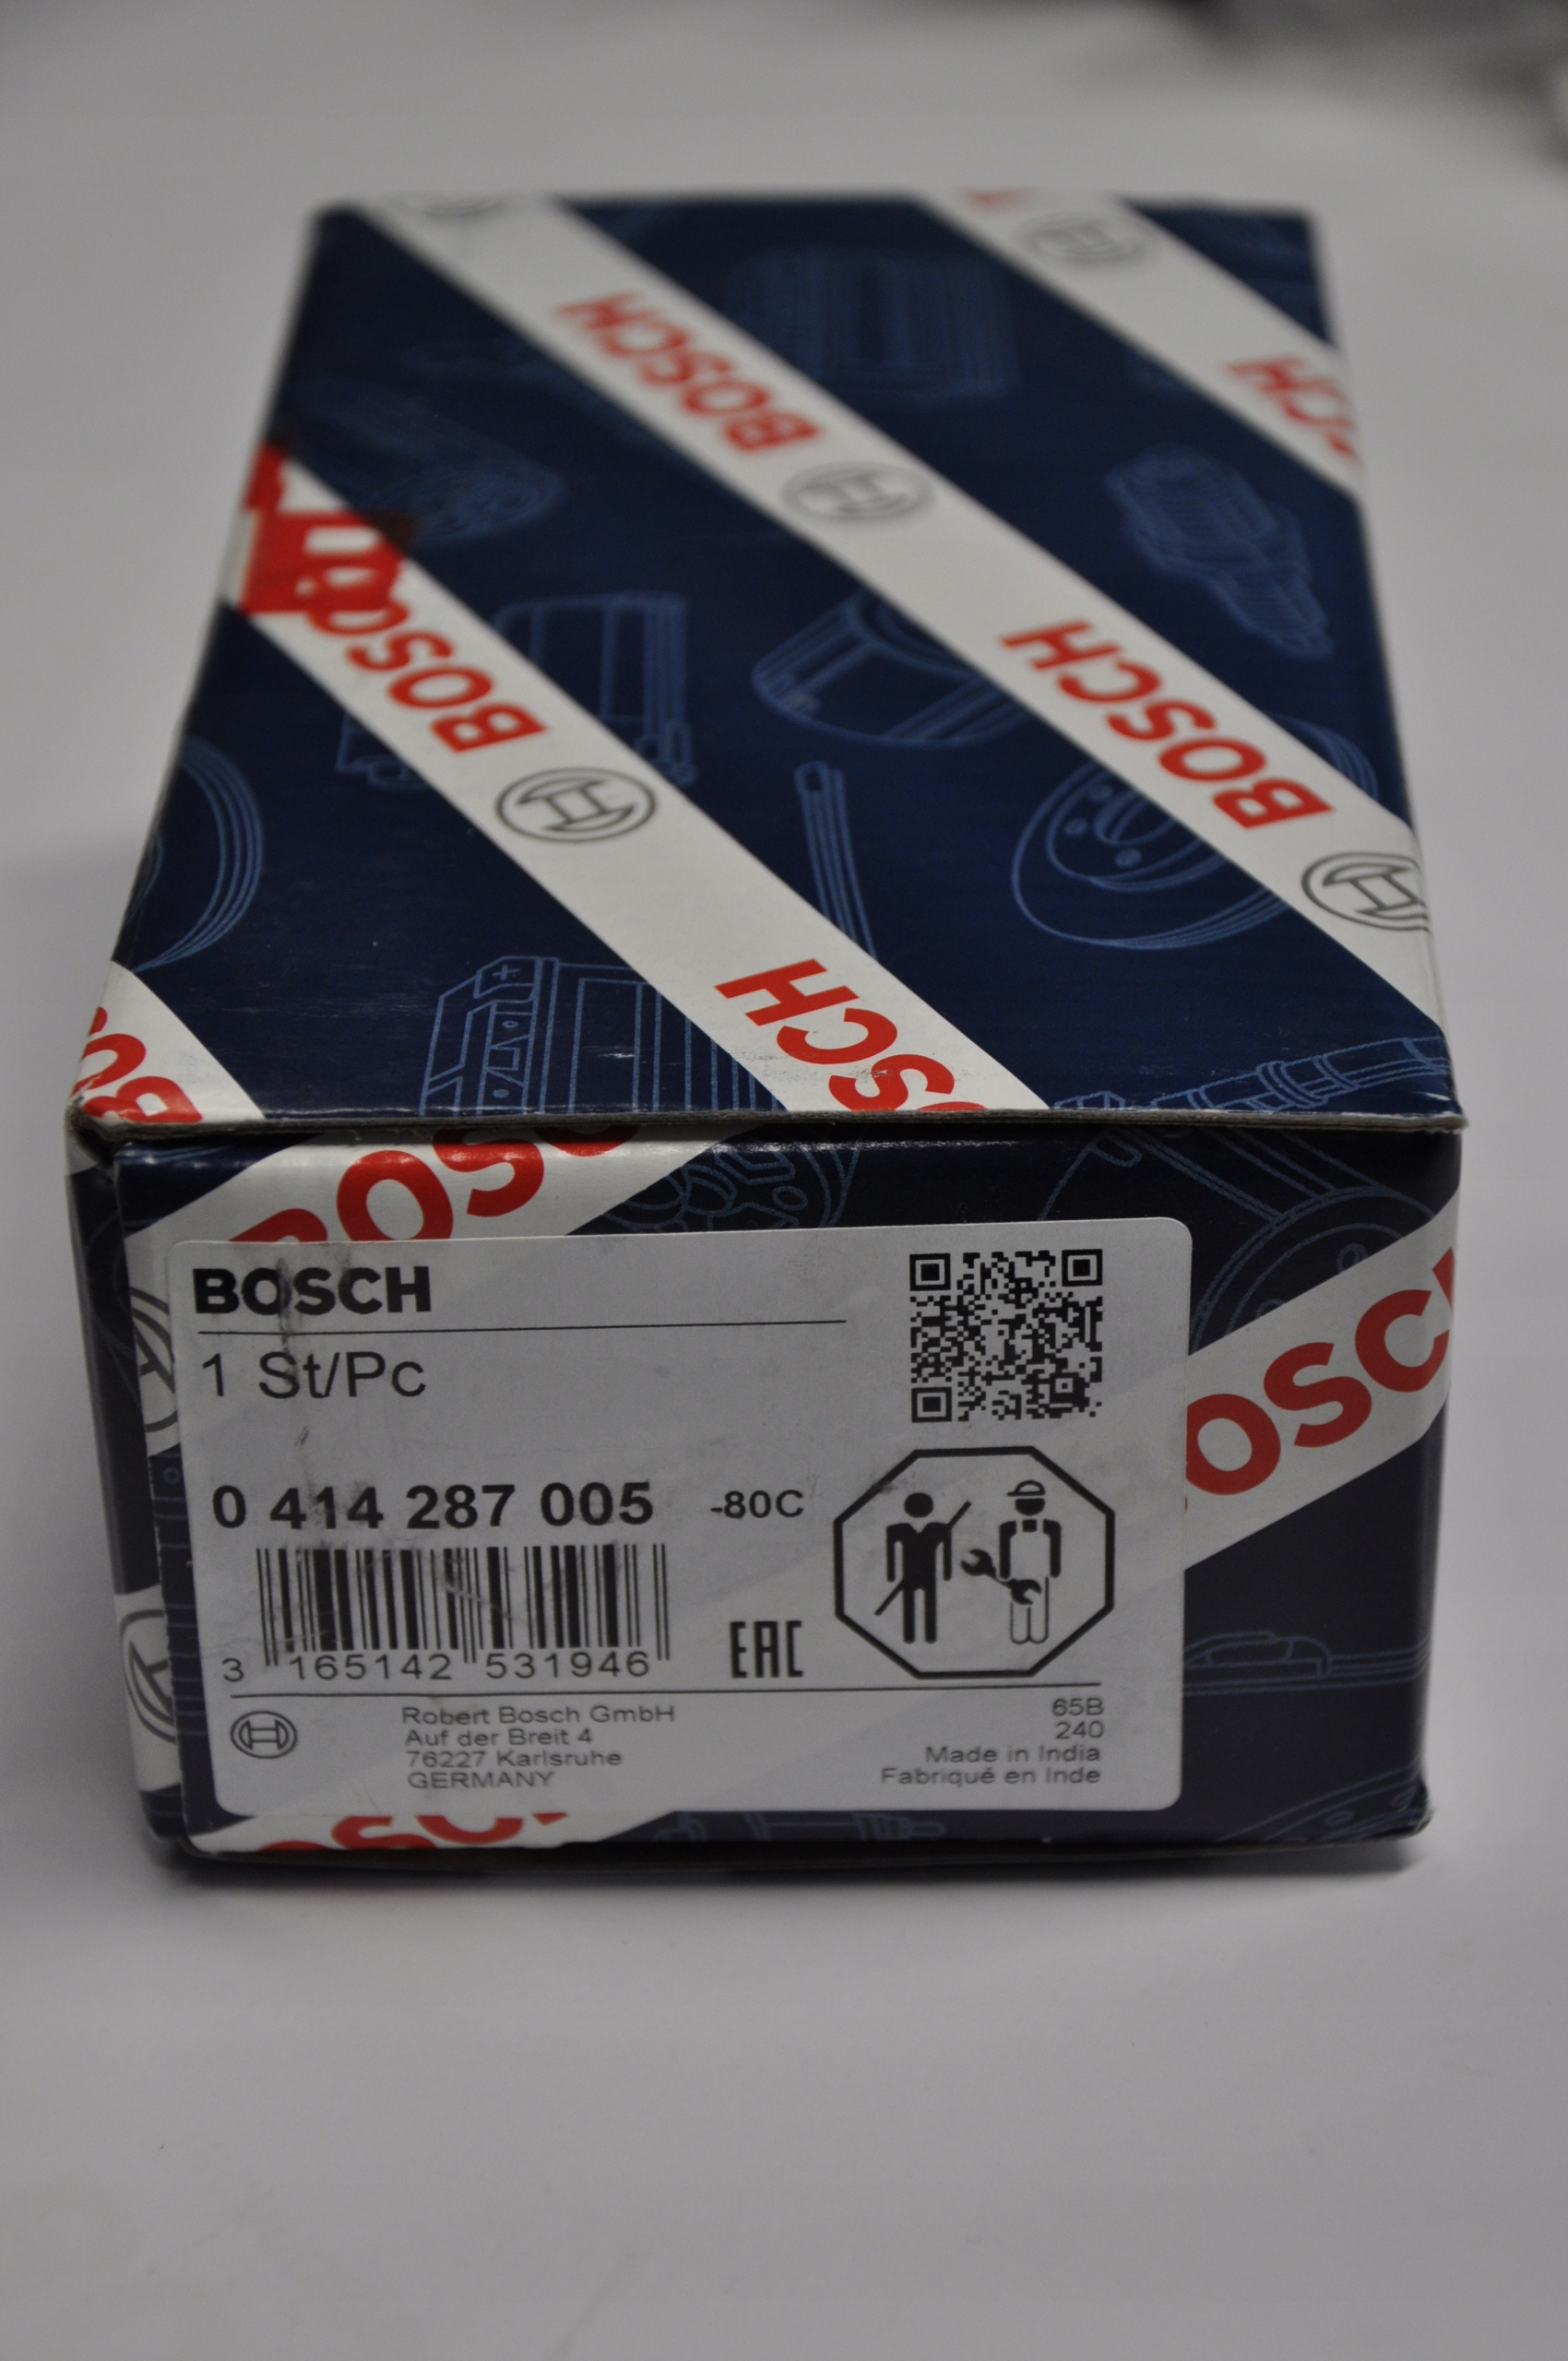 BOSCH
BOSCH
BOSCH
BOSCH
BOSCH
1 St/Pc
0 414 287 005 -80C
3 165142 531946
EAC
Robert Bosch GmbH
Auf der Breit 4
76227 Karlsruhe
GERMANY
65B
240
Made in India
Fabriqué en Inde